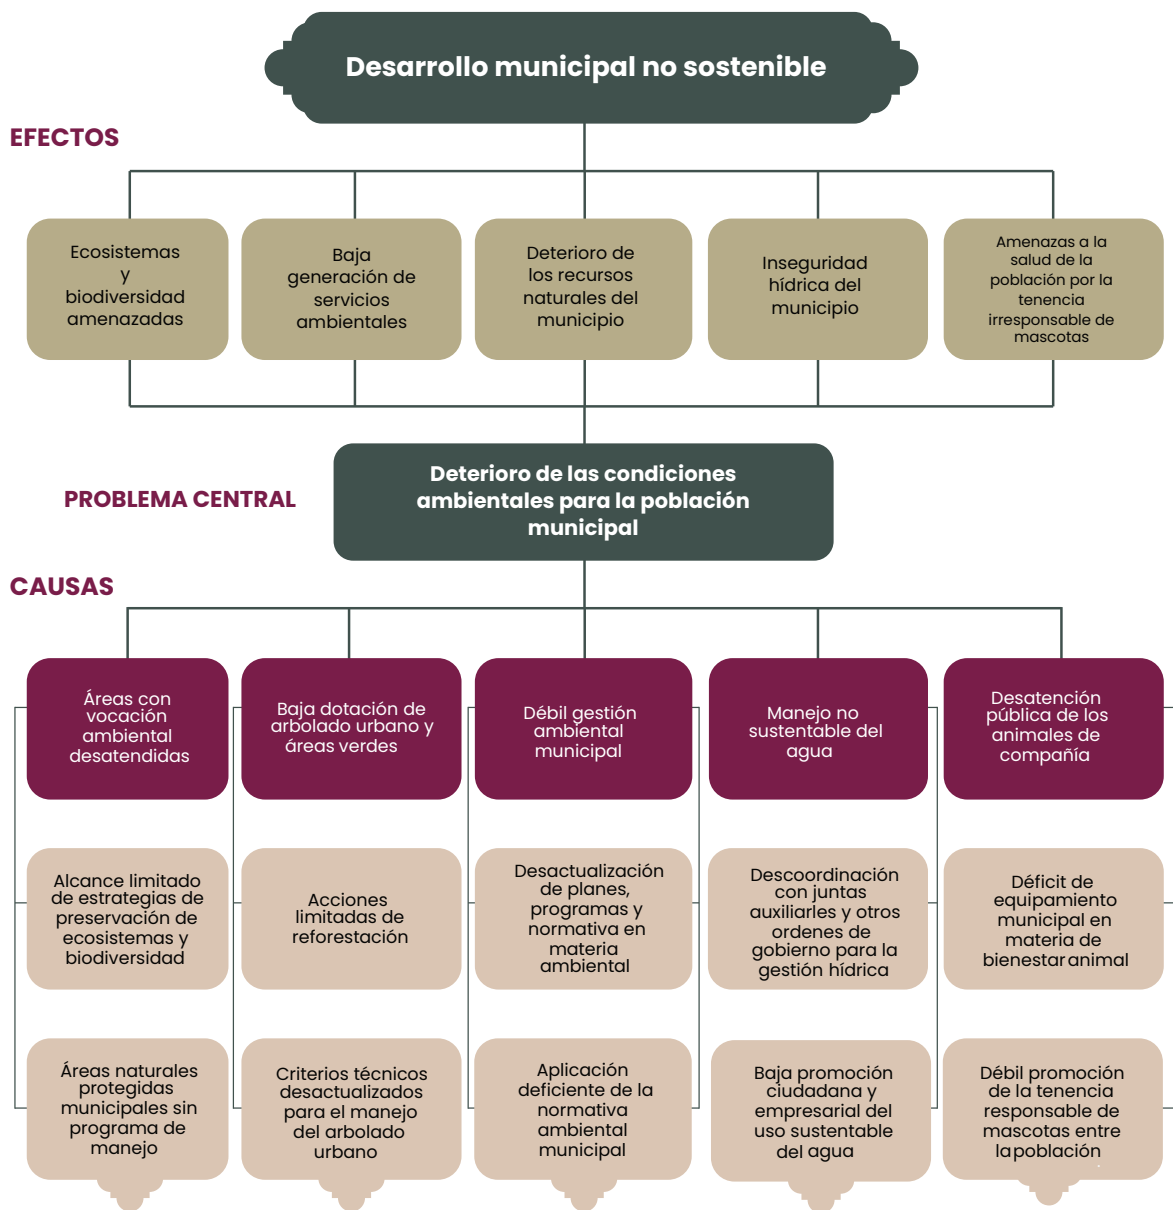 Desarrollo municipal no sostenible
EFECTOS
Ecosistemas
y
biodiversidad
amenazadas
Baja
generación de
servicios
ambientales
Deterioro de
los recursos
naturales del
municipio
Inseguridad
hídrica del
municipio
Amenazas a la
salud de la
población por la
tenencia
irresponsable de
mascotas
Deterioro de las condiciones
ambientales para la población
municipal
PROBLEMA CENTRAL
CAUSAS
Áreas con
vocación
ambiental
desatendidas
Baja dotación de
arbolado urbano y
áreas verdes
Débil gestión
ambiental
municipal
Manejo no
sustentable del
agua
Desatención
pública de los
animales de
compañía
Alcance limitado
de estrategias de
preservación de
ecosistemas y
biodiversidad
Acciones
limitadas de
reforestación
Desactualización
de planes,
programas y
normativa en
materia
ambiental
Descoordinación
con juntas
auxiliarles y otros
ordenes de
gobierno para la
gestión hídrica
Déficit de
equipamiento
municipal en
materia de
bienestar animal
Áreas naturales
protegidas
municipales sin
programa de
manejo
Criterios técnicos
desactualizados
para el manejo
del arbolado
urbano
Aplicación
deficiente de la
normativa
ambiental
municipal
Baja promoción
ciudadana y
empresarial del
uso sustentable
del agua
Débil promoción
de la tenencia
responsable de
mascotas entre
la población